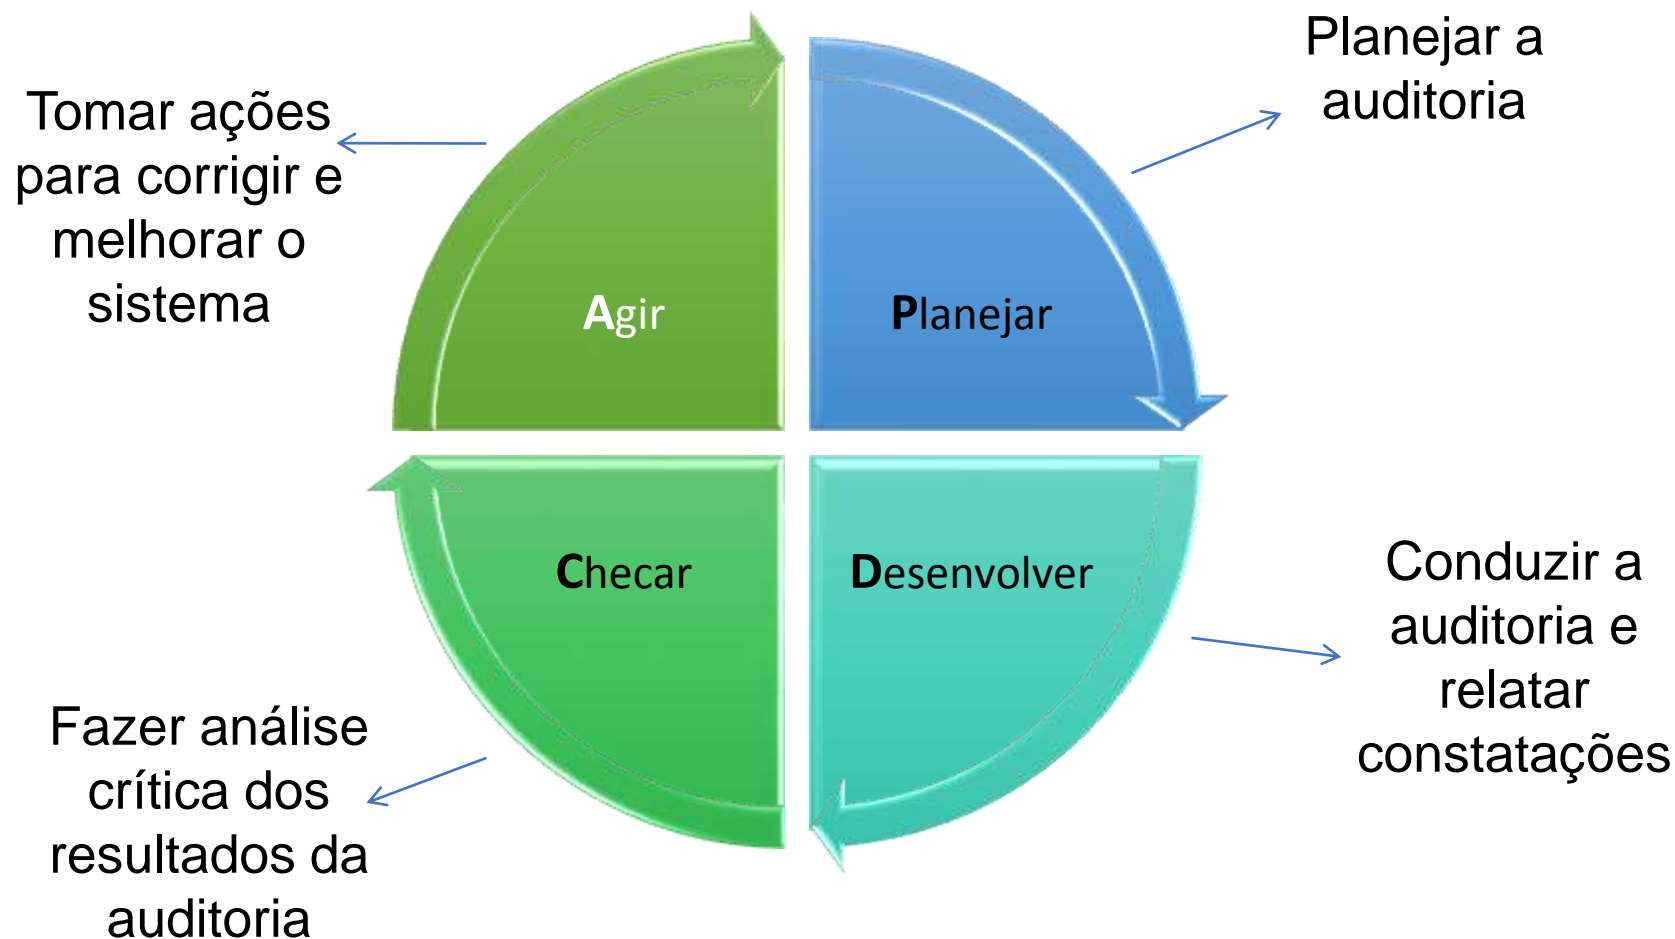 Planejar a
auditoria
Tomar ações
para corrigir e
melhorar o
sistema
Agir
Planejar
Checar
Desenvolver
Conduzir a
auditoria e
relatar
constatações
Fazer análise
crítica dos
resultados da
auditoria